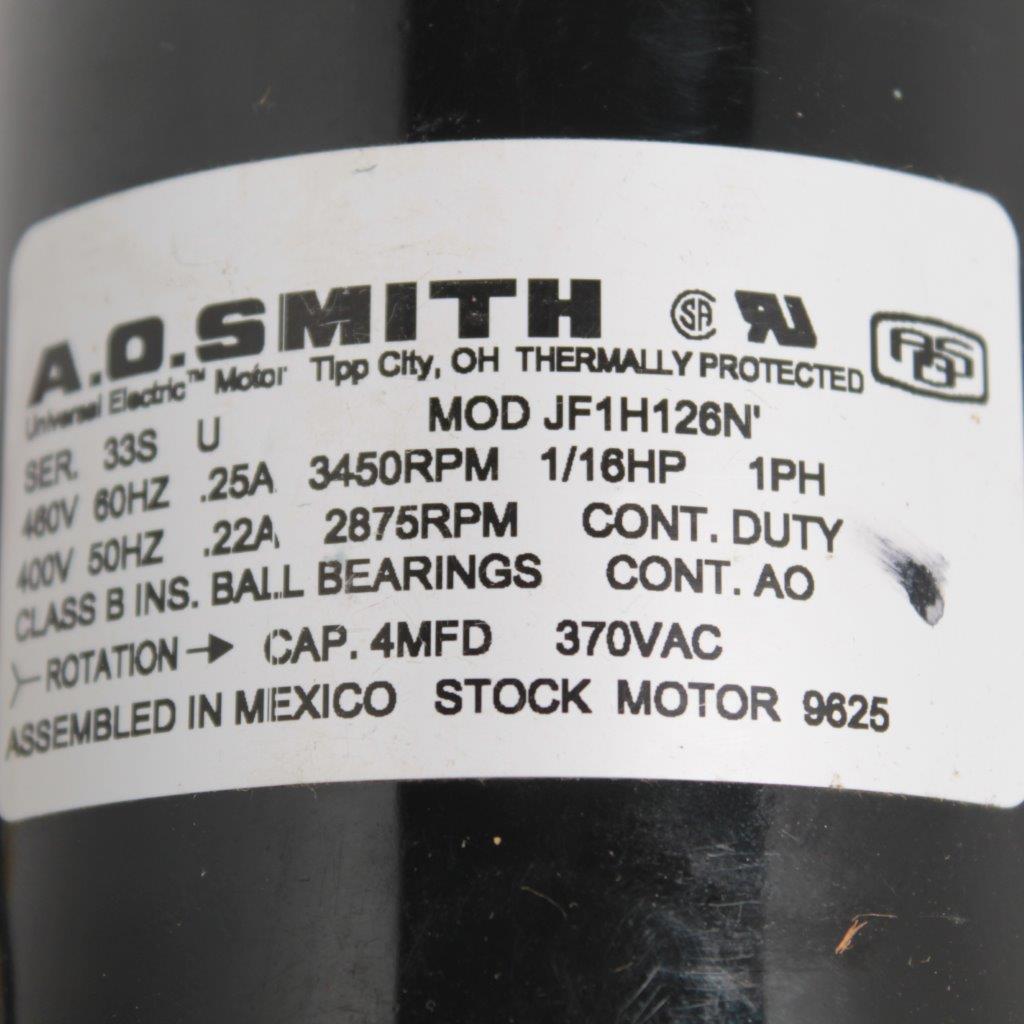 A.O.SMITH SA
Universal Electric™ Motor Tipp City, OH THERMALLY PROTECTED
SER. 33S U MOD JF1H126N'
460V 60HZ .25A 3450RPM 1/16HP 1PH
400V 50HZ .22A 2875RPM CONT. DUTY
CLASS B INS. BALL BEARINGS CONT. AO
ROTATION CAP. 4MFD 370VAC
ASSEMBLED IN MEXICO STOCK MOTOR 9625